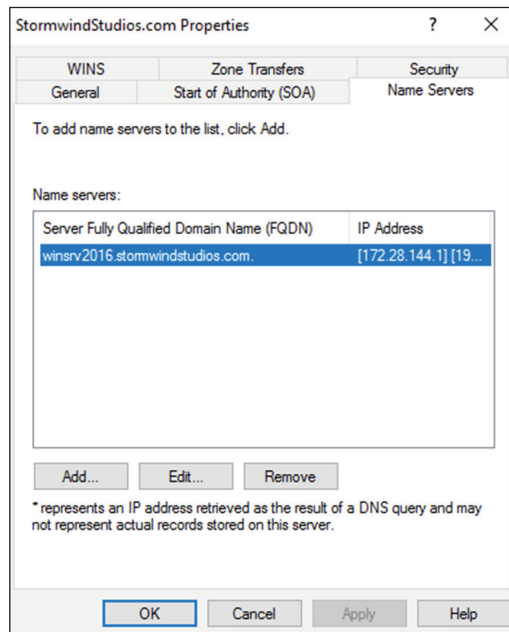 StormwindStudios.com Properties ? ×
WINS Zone Transfers Security
General Start of Authority (SOA) Name Servers
To add name servers to the list, click Add.
Name servers:
Server Fully Qualified Domain Name (FQDN) IP Address
winsrv2016.stormwindstudios.com. [172.28.144.1] [19...
Add... Edit... Remove
* represents an IP address retrieved as the result of a DNS query and may
not represent actual records stored on this server.
OK Cancel Apply Help